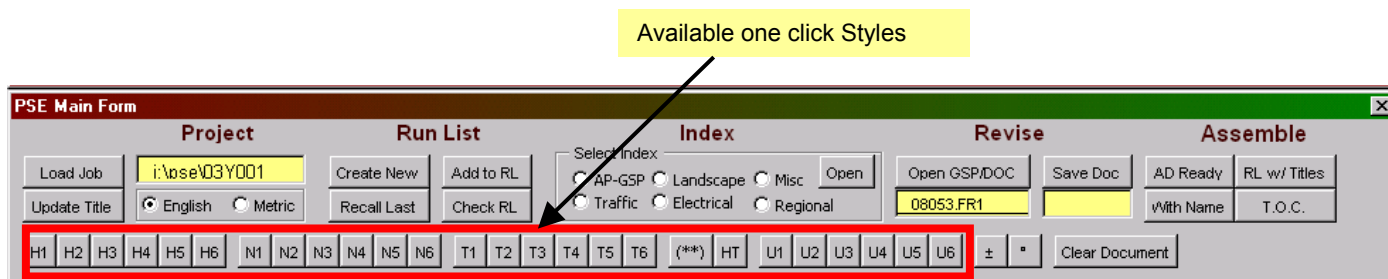 Available one click Styles
PSE Main Form
Project Run List Index Revise Assemble
Select Index
Load Job i:\pse\03Y001 Create New Add to RL AP-GSP Landscape Misc Open Open GSP/DOC Save Doc AD Ready RL w/ Titles
Update Title English Metric Recall Last Check RL Traffic Electrical Regional 08053.FR1 With Name T.O.C.
H1 H2 H3 H4 H5 H6 N1 N2 N3 N4 N5 N6 T1 T2 T3 T4 T5 T6 (**) HT U1 U2 U3 U4 U5 U6 ± ° Clear Document